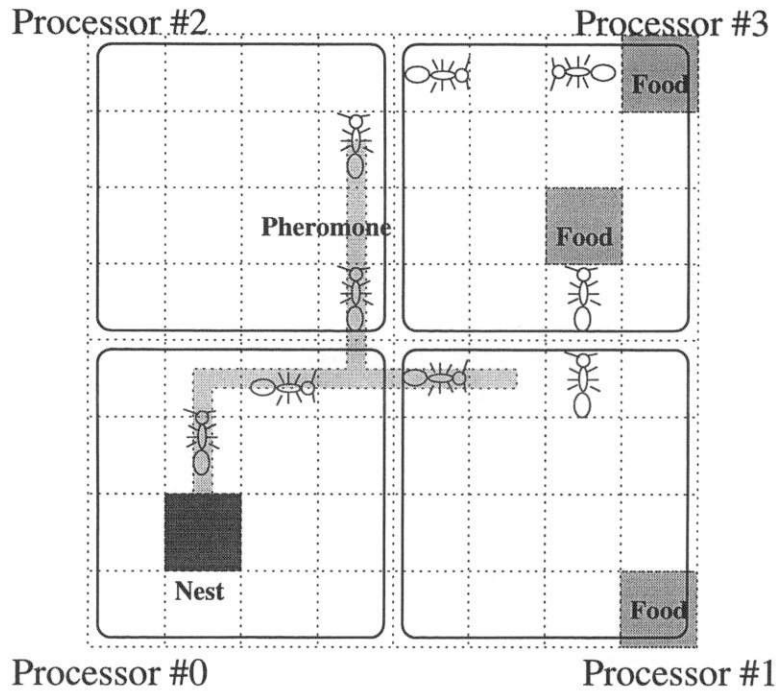 Processor #2
Processor #3
Food
Pheromone
Food
Nest
Food
Processor #0
Processor #1